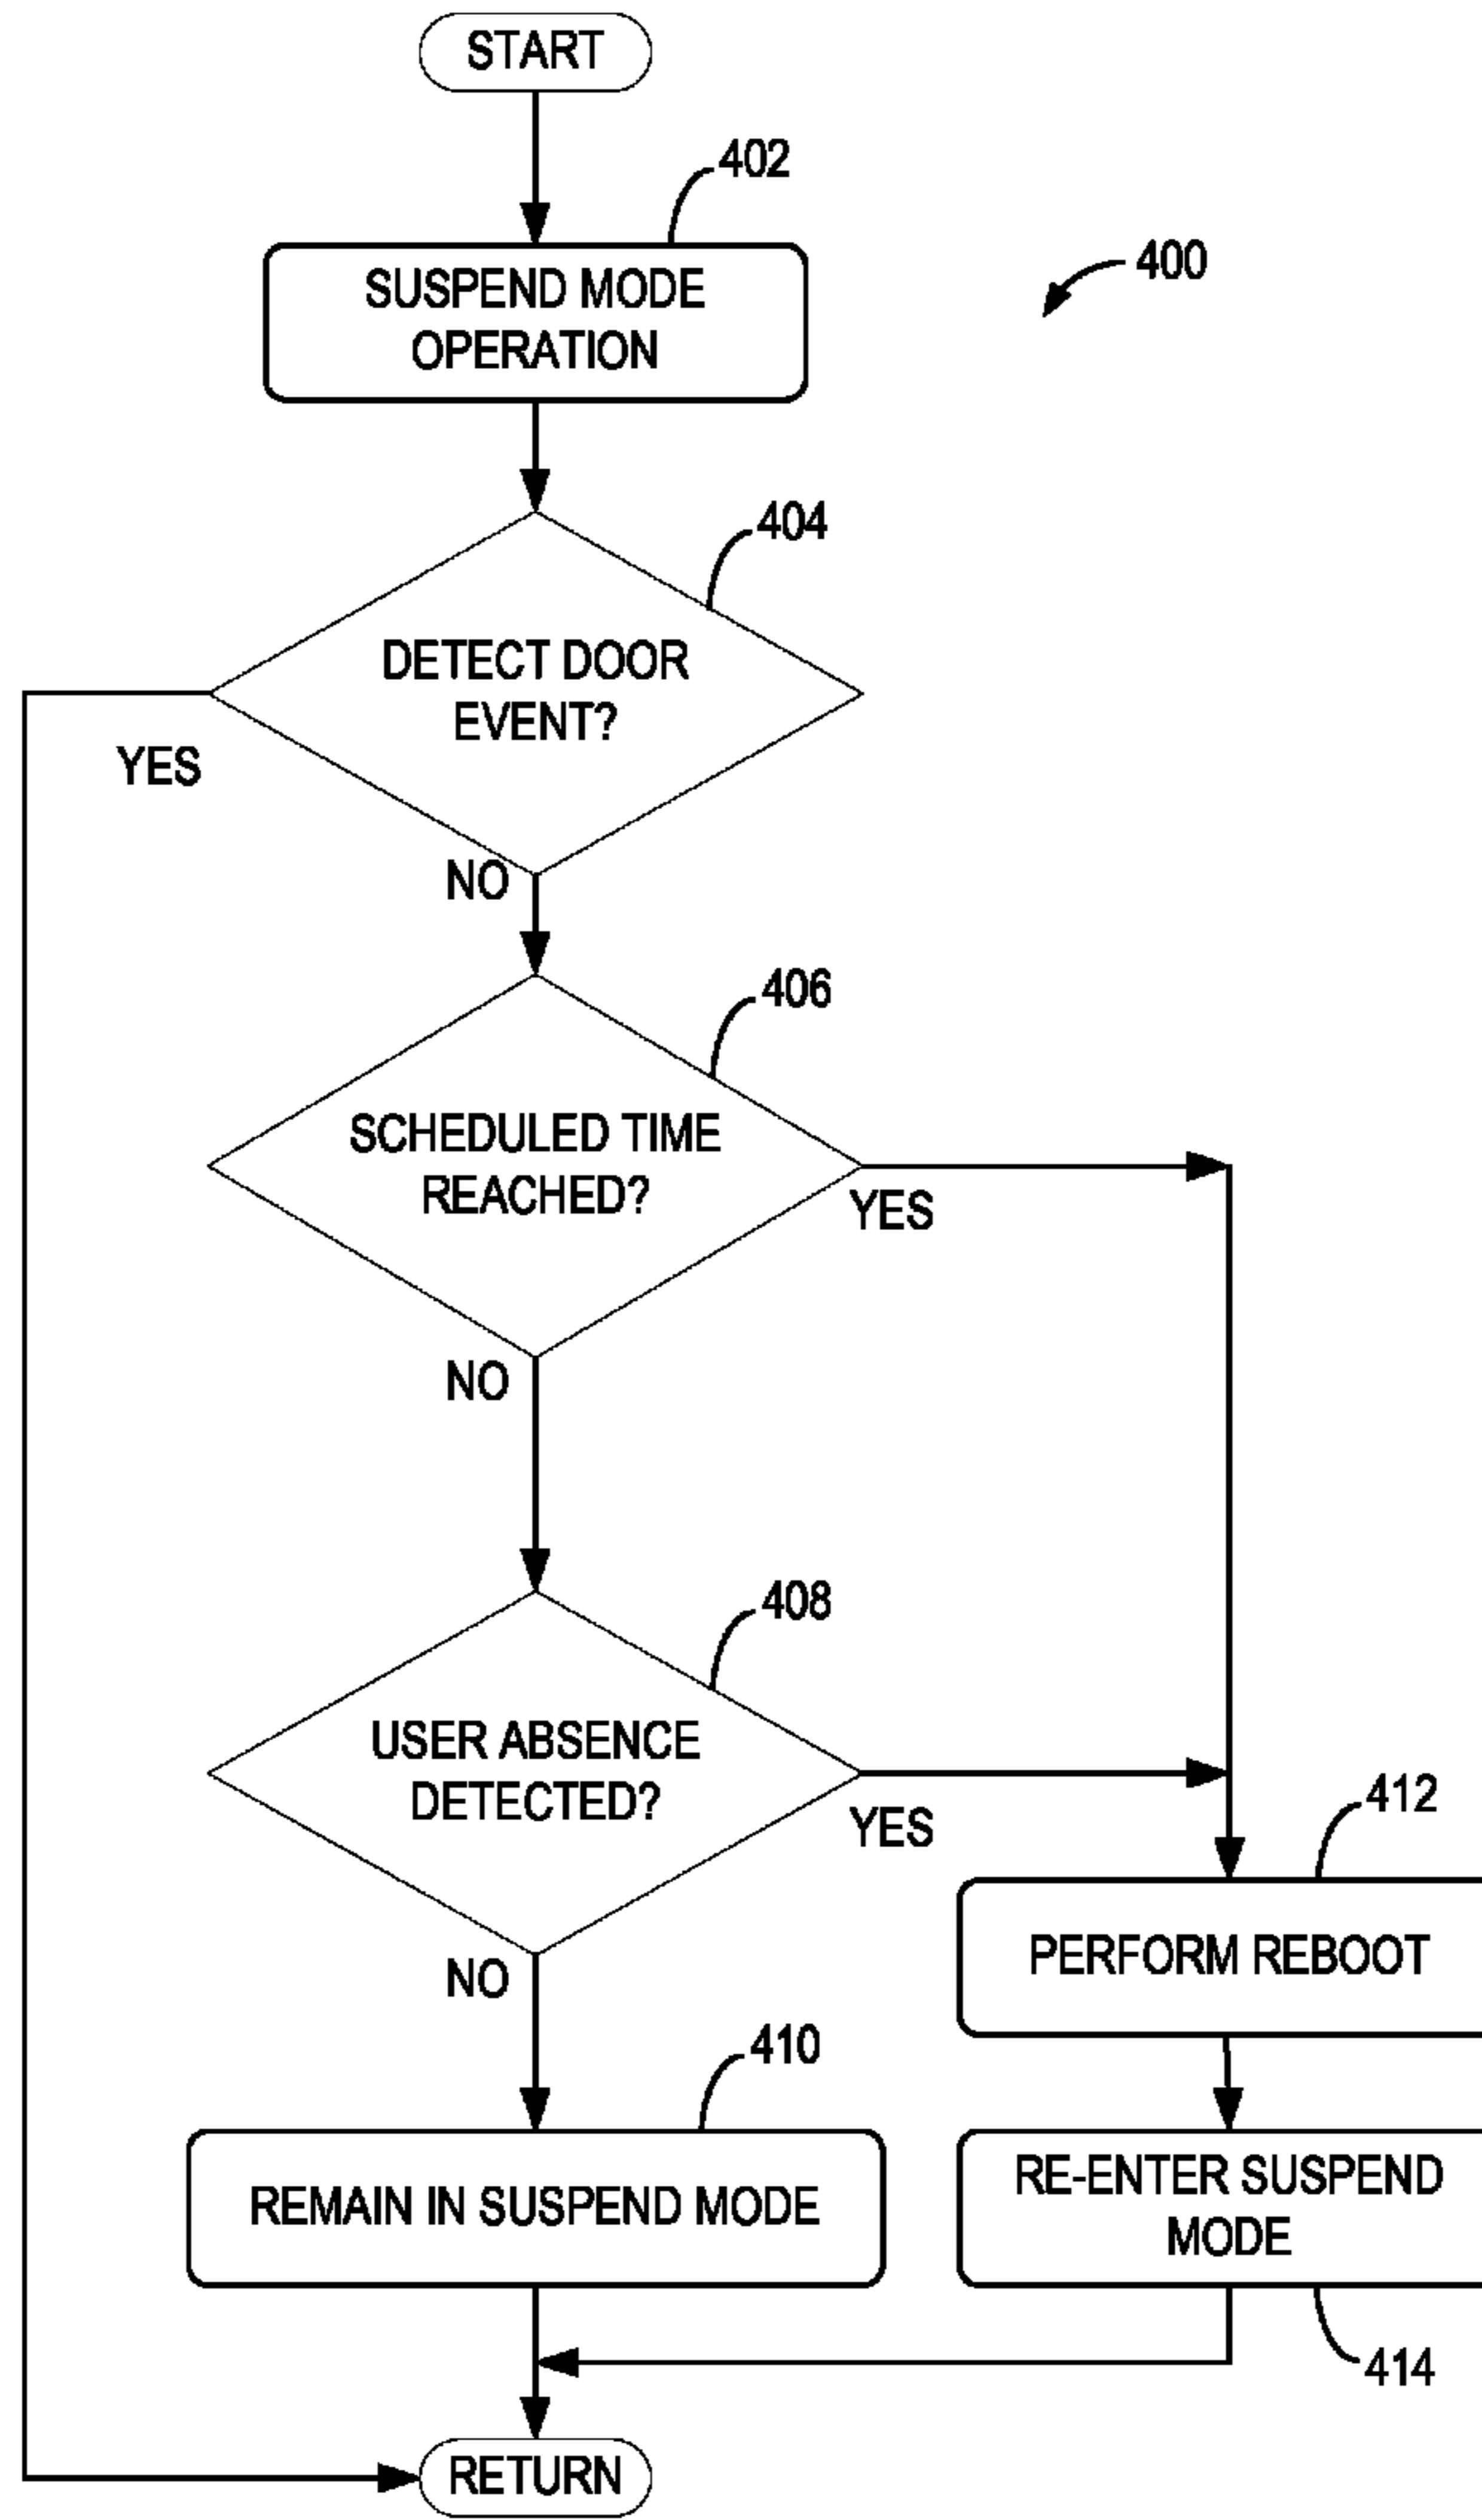 START
402
400
SUSPEND MODE
OPERATION
404
DETECT DOOR
EVENT?
YES
NO
406
SCHEDULED TIME
REACHED?
YES
NO
408
USER ABSENCE
DETECTED?
YES
412
NO
PERFORM REBOOT
410
REMAIN IN SUSPEND MODE
RE-ENTER SUSPEND
MODE
414
RETURN